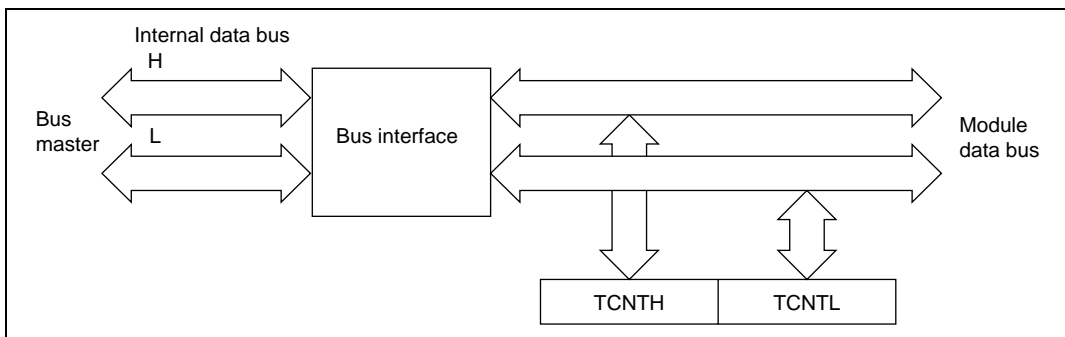 Internal data bus
H
Bus
master
L
Bus interface
Module
data bus
TCNTH
TCNTL